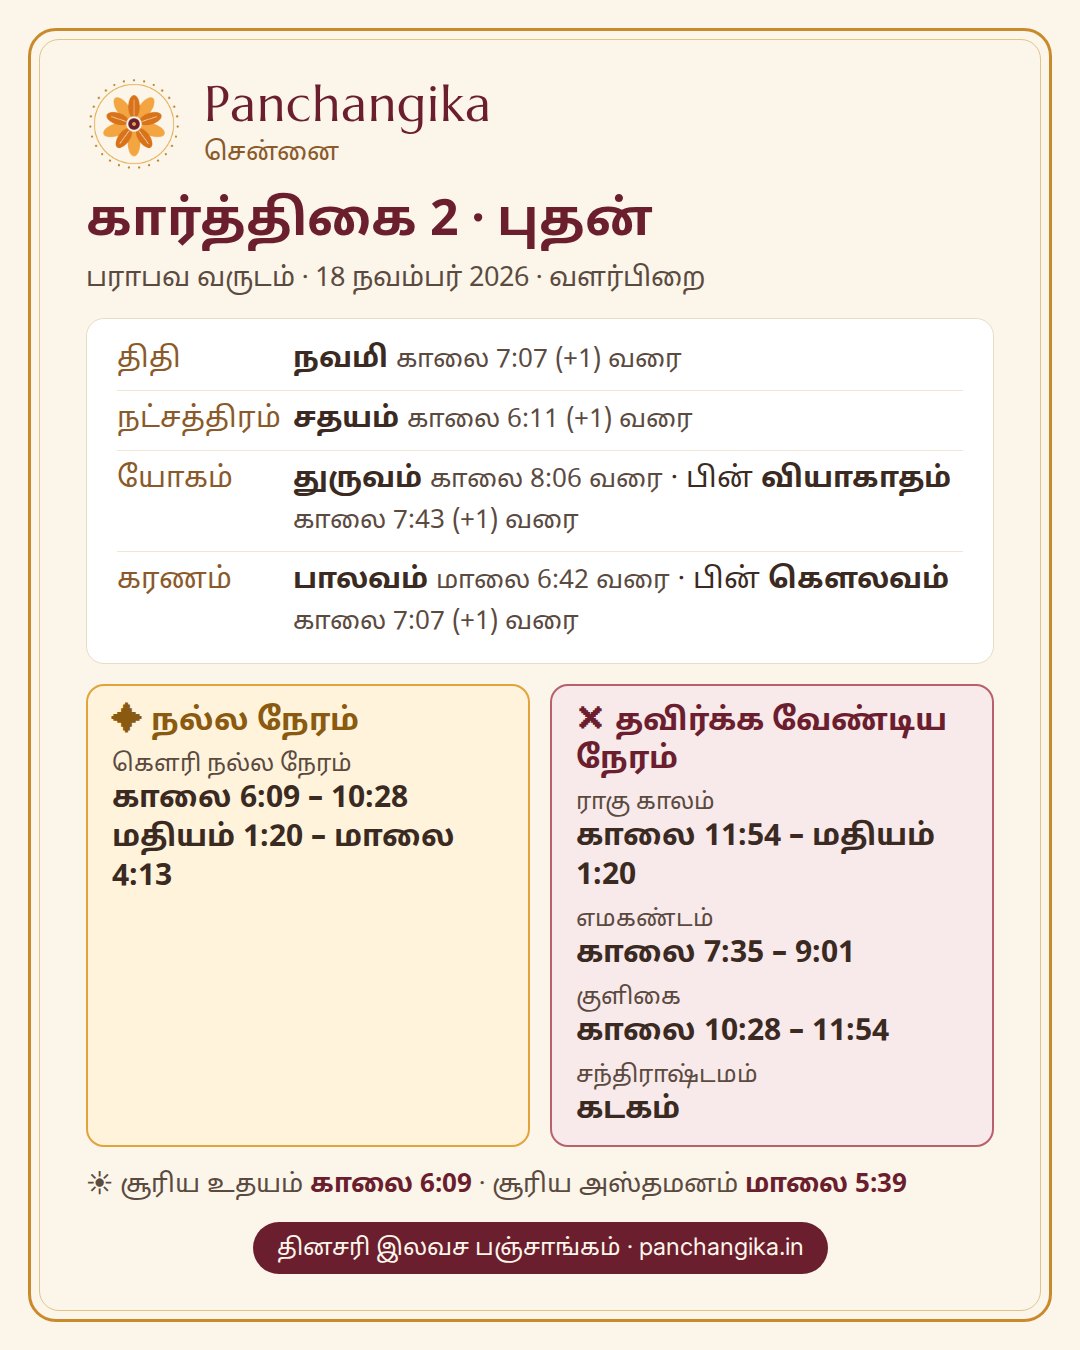 Panchangika
சென்னை
கார்த்திகை 2 · புதன்
பராபவ வருடம் · 18 நவம்பர் 2026 · வளர்பிறை
திதி நவமி காலை 7:07 (+1) வரை
நட்சத்திரம் சதயம் காலை 6:11 (+1) வரை
யோகம் துருவம் காலை 8:06 வரை · பின் வியாகாதம்
காலை 7:43 (+1) வரை
கரணம் பாலவம் மாலை 6:42 வரை · பின் கௌலவம்
காலை 7:07 (+1) வரை
✦ நல்ல நேரம்
கௌரி நல்ல நேரம்
காலை 6:09 – 10:28
மதியம் 1:20 – மாலை
4:13
✕ தவிர்க்க வேண்டிய
நேரம்
ராகு காலம்
காலை 11:54 – மதியம்
1:20
எமகண்டம்
காலை 7:35 – 9:01
குளிகை
காலை 10:28 – 11:54
சந்திராஷ்டமம்
கடகம்
☀ சூரிய உதயம் காலை 6:09 · சூரிய அஸ்தமனம் மாலை 5:39
தினசரி இலவச பஞ்சாங்கம் · panchangika.in